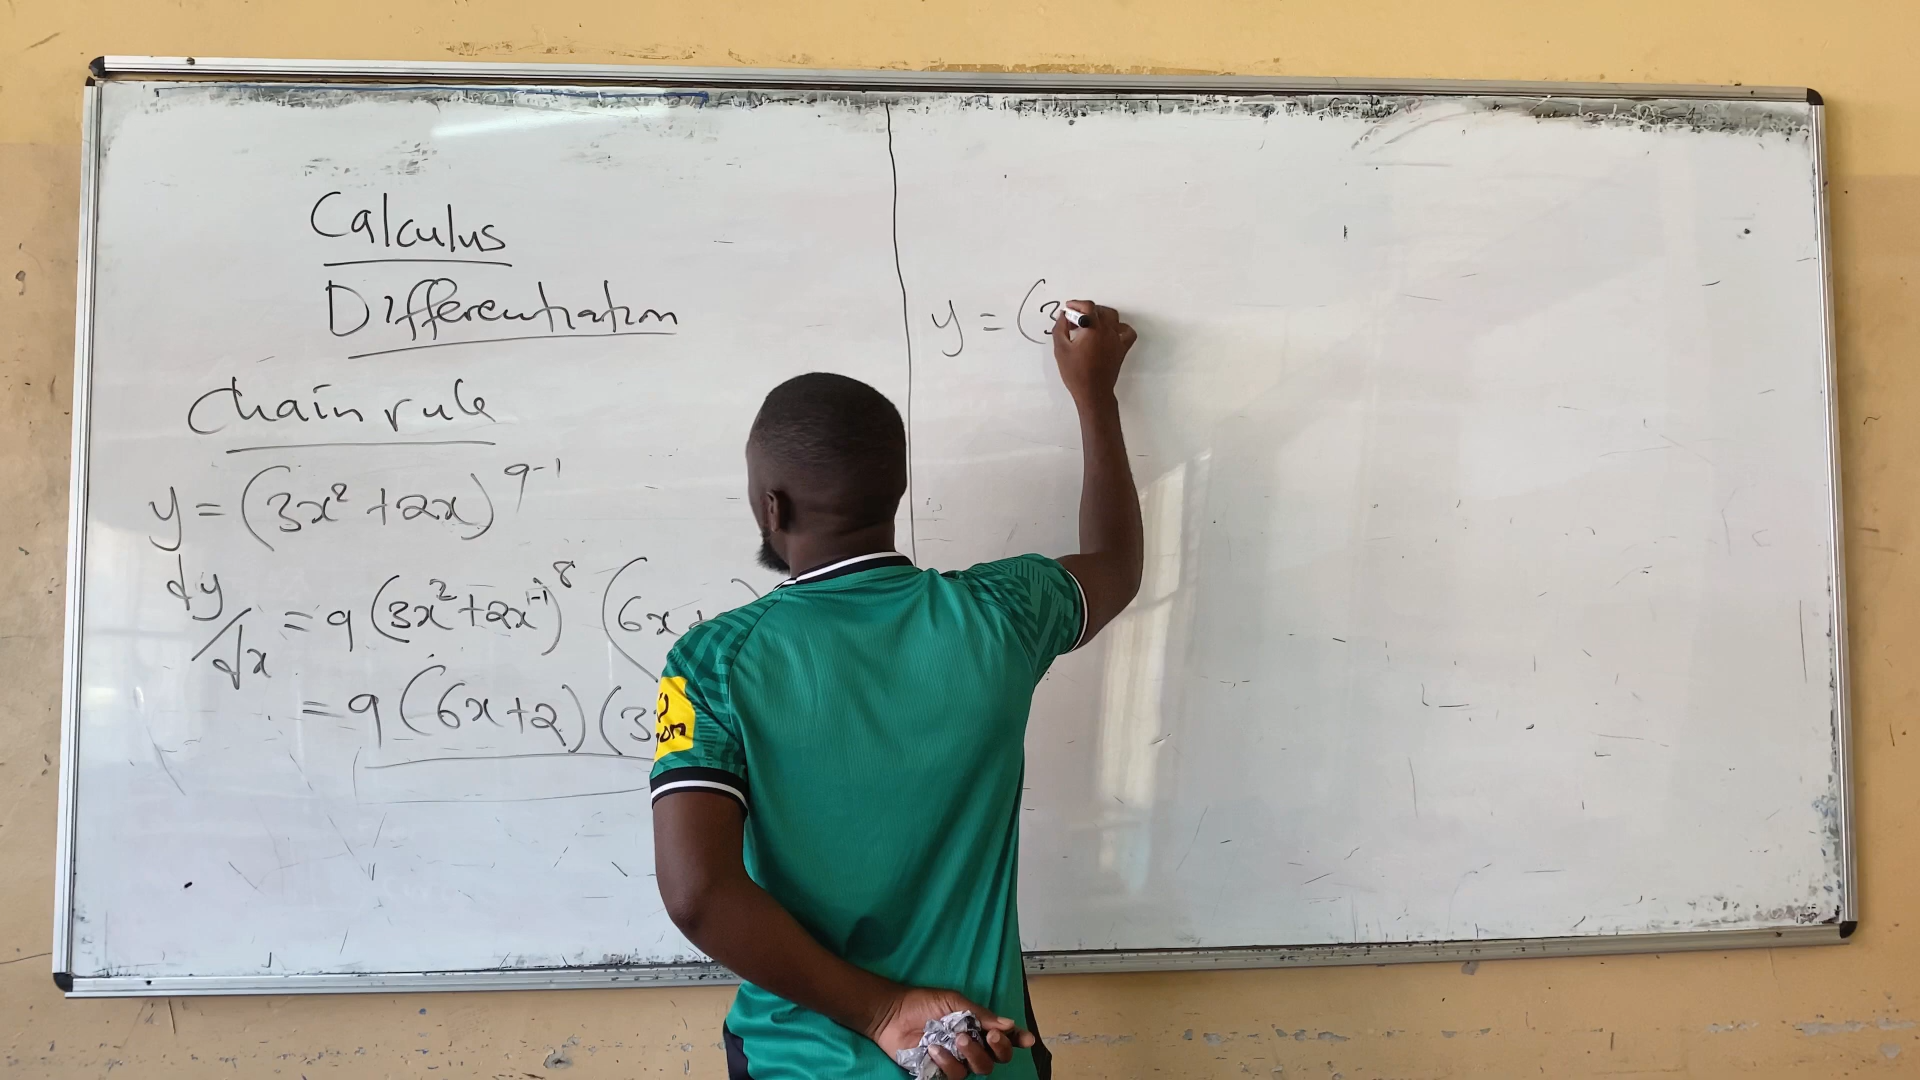 Calculus
Differentiation
Chain rule
y = (3x² + 2x)⁹⁻¹
dy/dx = 9(3x²+2x¹⁻¹)⁸ (6x+
= 9(6x+2)(3
y = (3